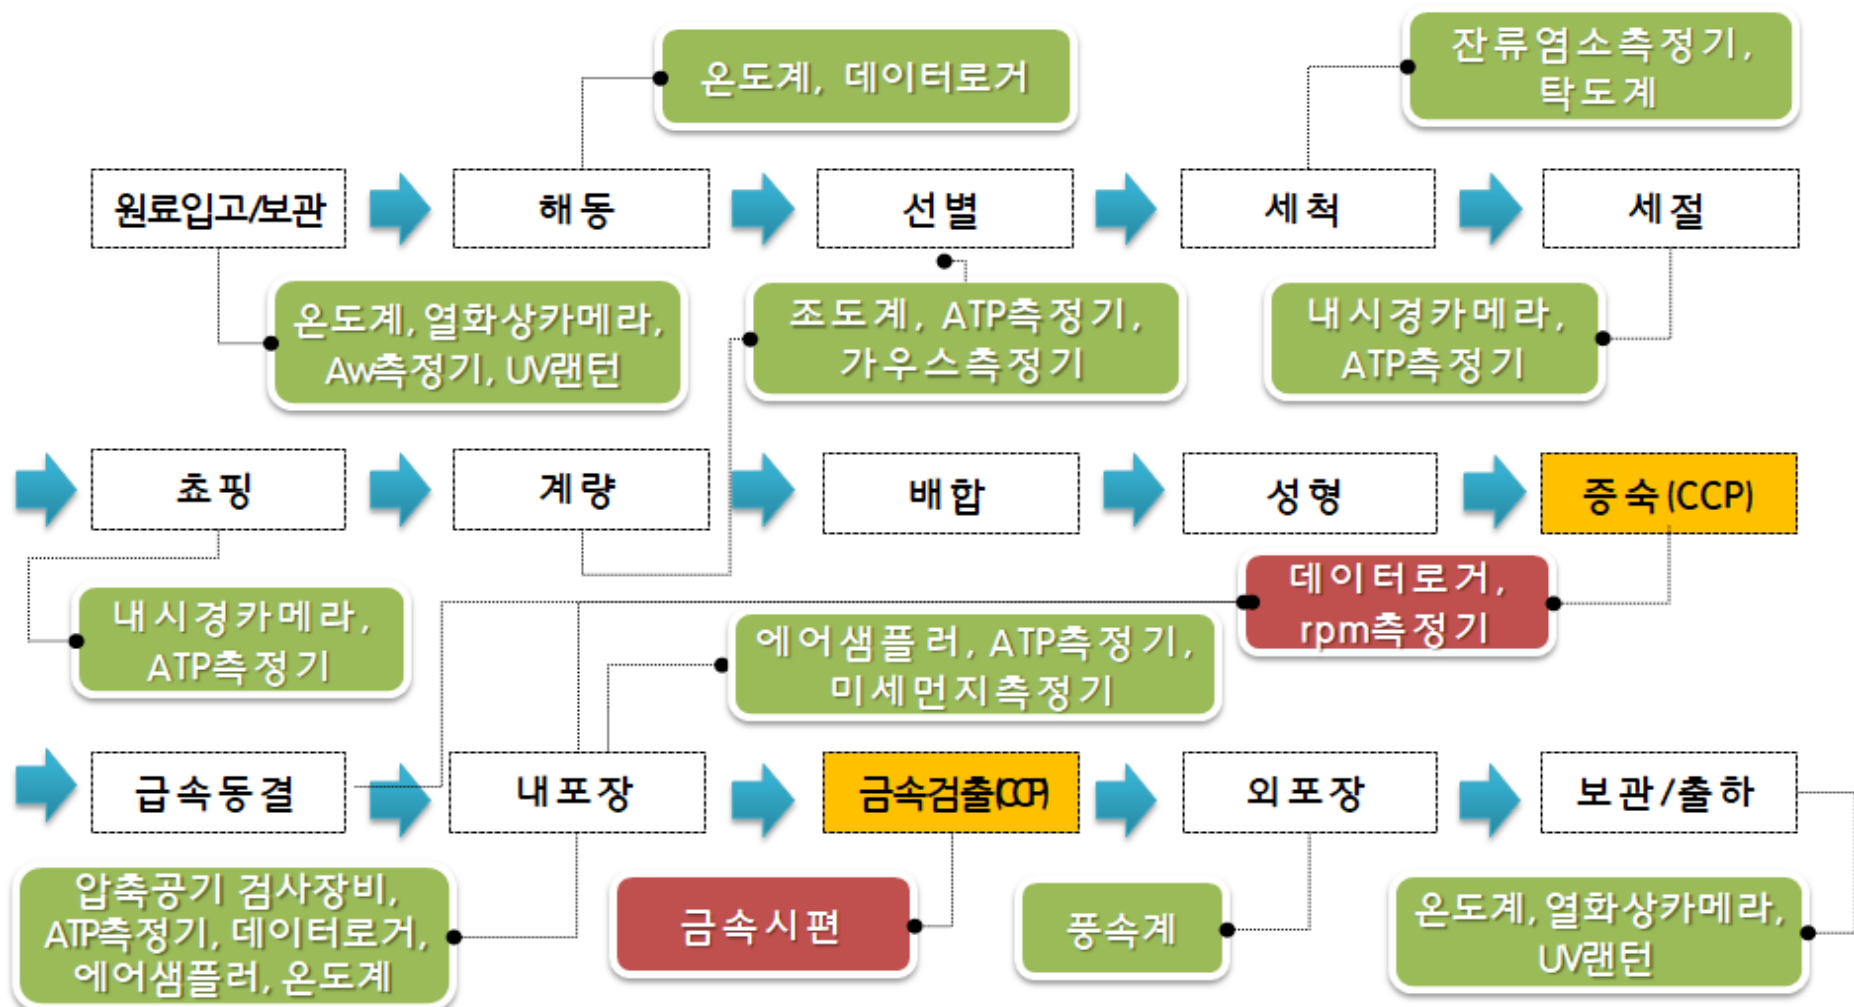 온도계, 데이터로거
잔류염소측정기,
탁도계
원료입고/보관
해동
선별
세척
세절
온도계, 열화상카메라,
Aw측정기, UV랜턴
조도계, ATP측정기,
가우스측정기
내시경카메라,
ATP측정기
쵸핑
계량
배합
성형
증숙(CCP)
데이터로거,
rpm측정기
내시경카메라,
ATP측정기
에어샘플러, ATP측정기,
미세먼지측정기
급속동결
내포장
금속검출(CCP)
외포장
보관/출하
압축공기 검사장비,
ATP측정기, 데이터로거,
에어샘플러, 온도계
금속시편
풍속계
온도계, 열화상카메라,
UV랜턴